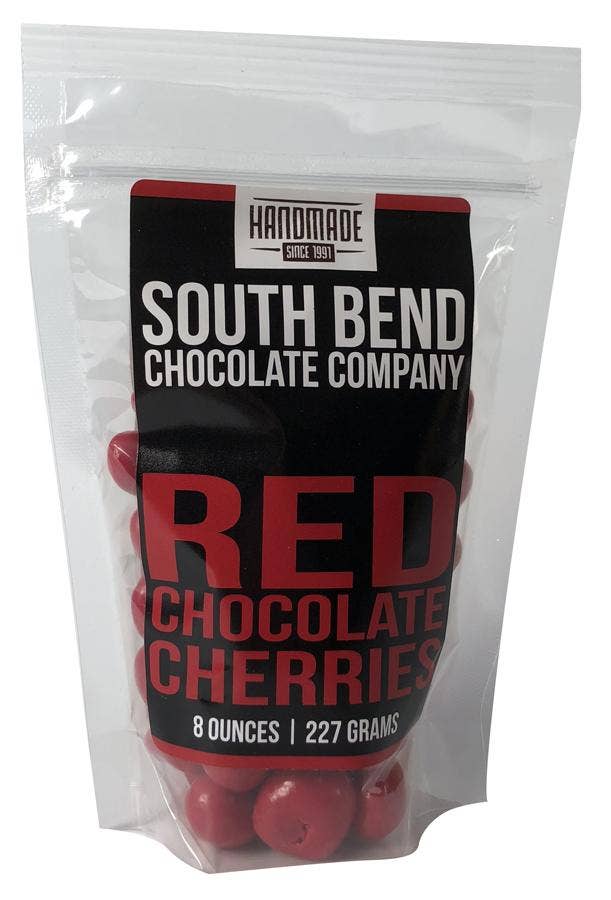 HANDMADE
SINCE 1991
SOUTH BEND
CHOCOLATE COMPANY
RED
CHOCOLATE
CHERRIES
8 OUNCES | 227 GRAMS